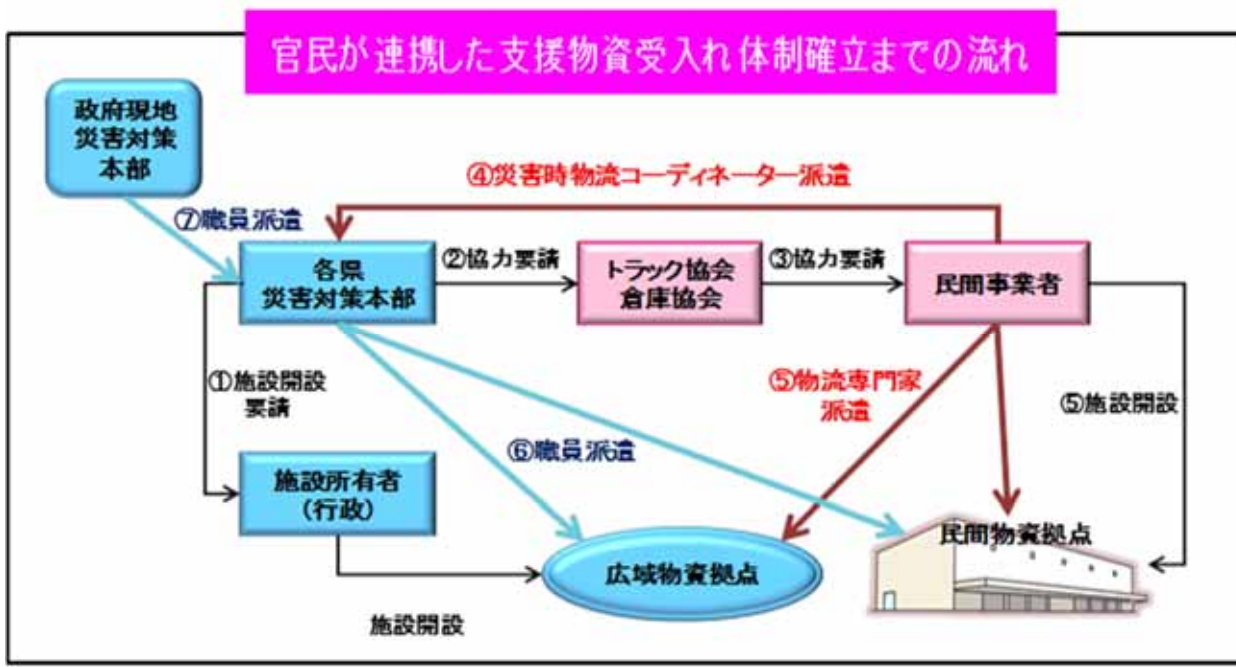 官民が連携した支援物資受入れ体制確立までの流れ
政府現地
災害対策
本部
④災害時物流コーディネーター派遣
⑦職員派遣
各県
災害対策本部
②協力要請
トラック協会
倉庫協会
③協力要請
民間事業者
①施設開設
要請
⑤物流専門家
派遣
⑤施設開設
⑥職員派遣
施設所有者
(行政)
民間物資拠点
広域物資拠点
施設開設